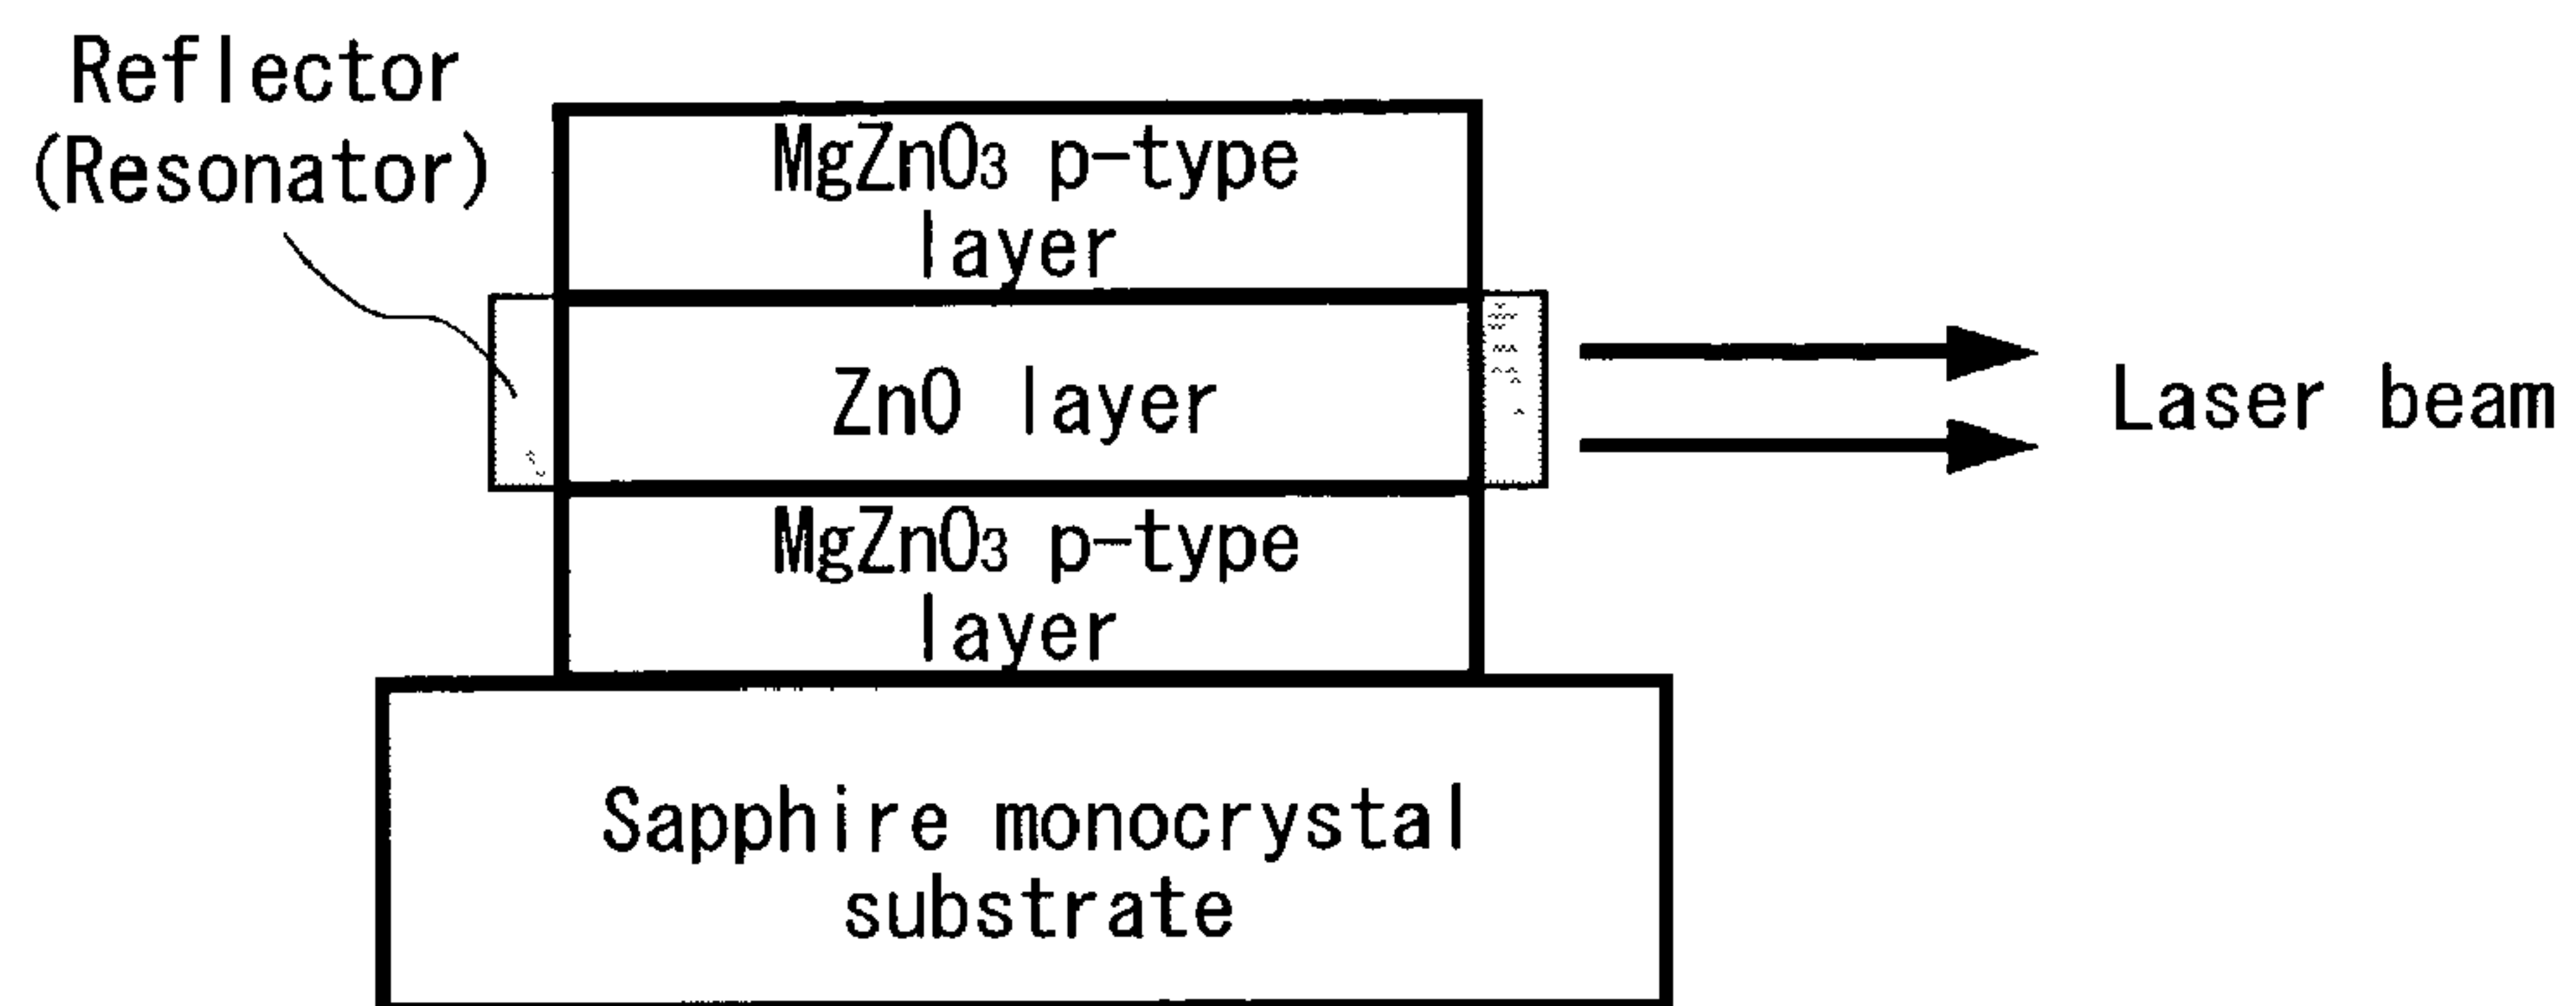 Reflector
(Resonator)
MgZnO3 p-type
layer
ZnO layer
Laser beam
MgZnO3 p-type
layer
Sapphire monocrystal
substrate